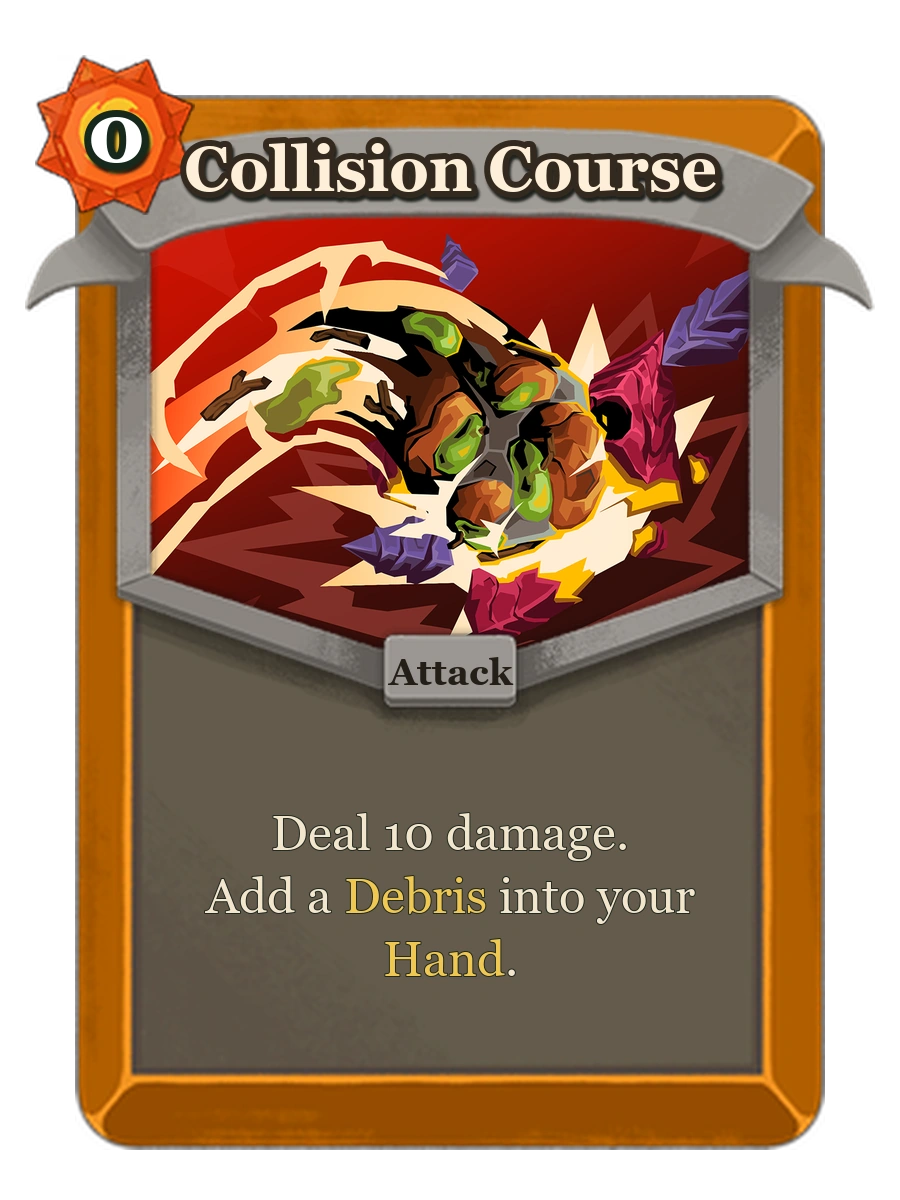 0
Collision Course
Attack
Deal 10 damage.
Add a Debris into your
Hand.